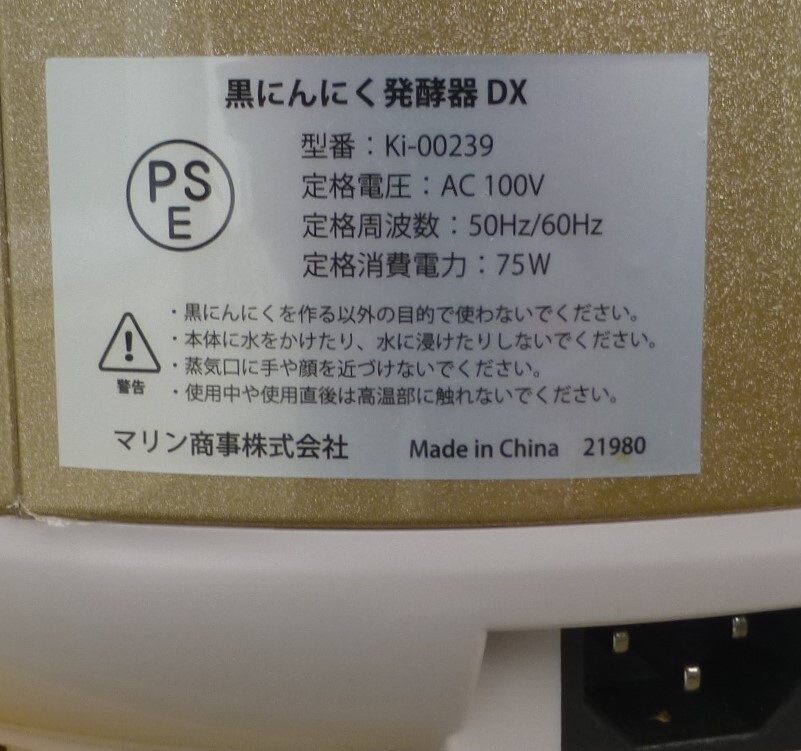 黒にんにく発酵器 DX
PS
E
型番：Ki-00239
定格電圧：AC 100V
定格周波数：50Hz/60Hz
定格消費電力：75W
警告
・黒にんにくを作る以外の目的で使わないでください。
・本体に水をかけたり、水に浸けたりしないでください。
・蒸気口に手や顔を近づけないでください。
・使用中や使用直後は高温部に触れないでください。
マリン商事株式会社 Made in China 21980